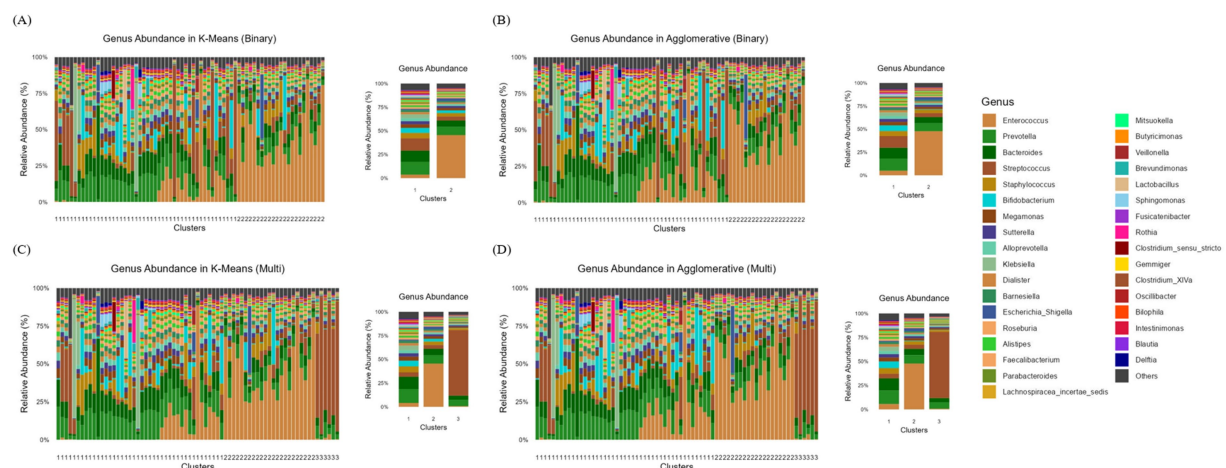 (A)
Genus Abundance in K-Means (Binary)
Relative Abundance (%)
100%
75%
50%
25%
0%
Clusters
Genus Abundance
Relative Abundance (%)
100%
75%
50%
25%
0%
1 2
Clusters
(B)
Genus Abundance in Agglomerative (Binary)
Relative Abundance (%)
100%
75%
50%
25%
0%
Clusters
Genus Abundance
Relative Abundance (%)
100%
75%
50%
25%
0%
1 2
Clusters
(C)
Genus Abundance in K-Means (Multi)
Relative Abundance (%)
100%
75%
50%
25%
0%
Clusters
Genus Abundance
Relative Abundance (%)
100%
75%
50%
25%
0%
1 2 3
Clusters
(D)
Genus Abundance in Agglomerative (Multi)
Relative Abundance (%)
100%
75%
50%
25%
0%
Clusters
Genus Abundance
Relative Abundance (%)
100%
75%
50%
25%
0%
1 2 3
Clusters
Genus
Enterococcus
Prevotella
Bacteroides
Streptococcus
Staphylococcus
Bifidobacterium
Megamonas
Sutterella
Alloprevotella
Klebsiella
Dialister
Barnesiella
Escherichia_Shigella
Roseburia
Alistipes
Faecalibacterium
Parabacteroides
Lachnospiracea_incertae_sedis
Mitsuokella
Butyricimonas
Veillonella
Brevundimonas
Lactobacillus
Sphingomonas
Fusicatenibacter
Rothia
Clostridium_sensu_stricto
Gemmiger
Clostridium_XIVa
Oscillibacter
Bilophila
Intestinimonas
Blautia
Delftia
Others